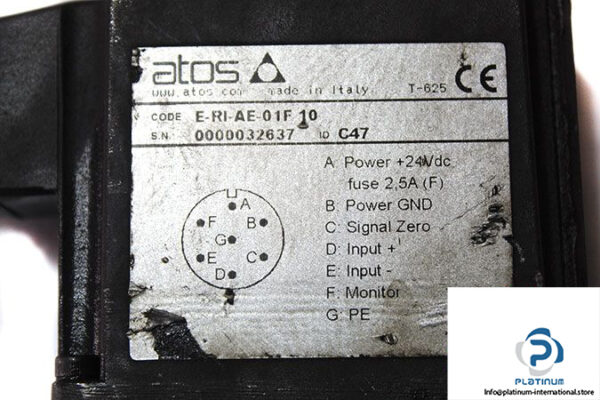 atos
www.atos.com made in Italy T-625 CE
CODE E-RI-AE-01F 10
S.N. 0000032637 ID C47
A Power +24Vdc
fuse 2,5A (F)
B: Power GND
C: Signal Zero
D: Input +
E: Input -
F: Monitor
G: PE
A
F B
G
E C
D
PLATINUM
Info@platinum-international.store